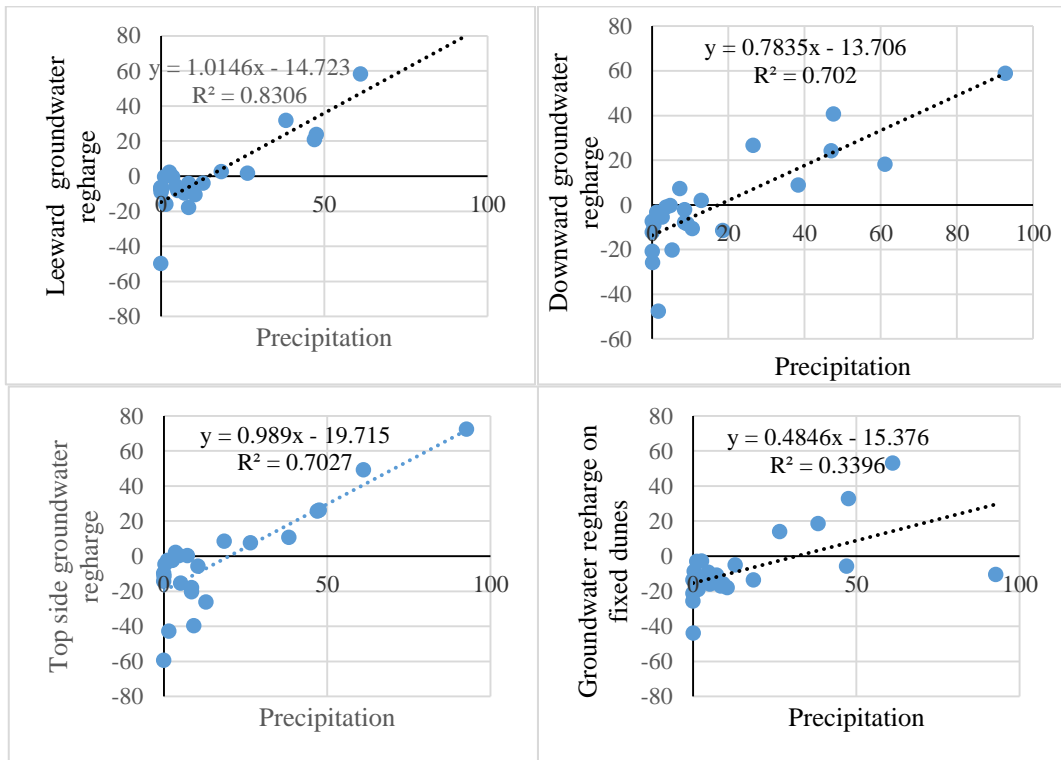 Leeward groundwater
regharge
80
60
40
20
0
-20
-40
-60
-80
y = 1.0146x - 14.723
R² = 0.8306
0
50
100
Precipitation
Downward groundwater
regharge
80
60
40
20
0
-20
-40
-60
y = 0.7835x - 13.706
R² = 0.702
0
20
40
60
80
100
Precipitation
Top side groundwater
regharge
80
60
40
20
0
-20
-40
-60
-80
y = 0.989x - 19.715
R² = 0.7027
0
50
100
Precipitation
Groundwater regharge on
fixed dunes
80
60
40
20
0
-20
-40
-60
-80
y = 0.4846x - 15.376
R² = 0.3396
0
50
100
Precipitation